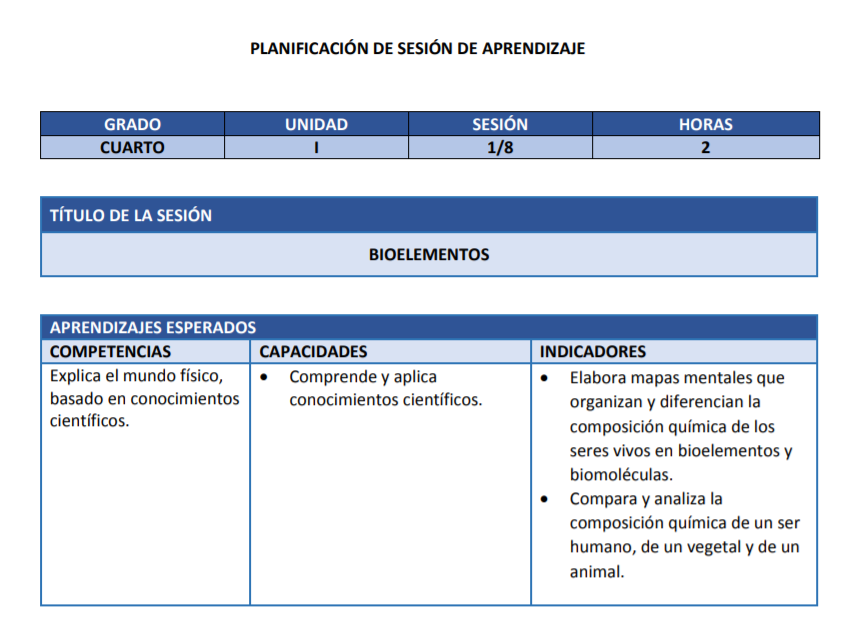 PLANIFICACIÓN DE SESIÓN DE APRENDIZAJE
GRADO UNIDAD SESIÓN HORAS
CUARTO I 1/8 2
TÍTULO DE LA SESIÓN
BIOELEMENTOS
APRENDIZAJES ESPERADOS
COMPETENCIAS CAPACIDADES INDICADORES
Explica el mundo físico,
basado en conocimientos
científicos.
• Comprende y aplica
conocimientos científicos.
• Elabora mapas mentales que
organizan y diferencian la
composición química de los
seres vivos en bioelementos y
biomoléculas.
• Compara y analiza la
composición química de un ser
humano, de un vegetal y de un
animal.